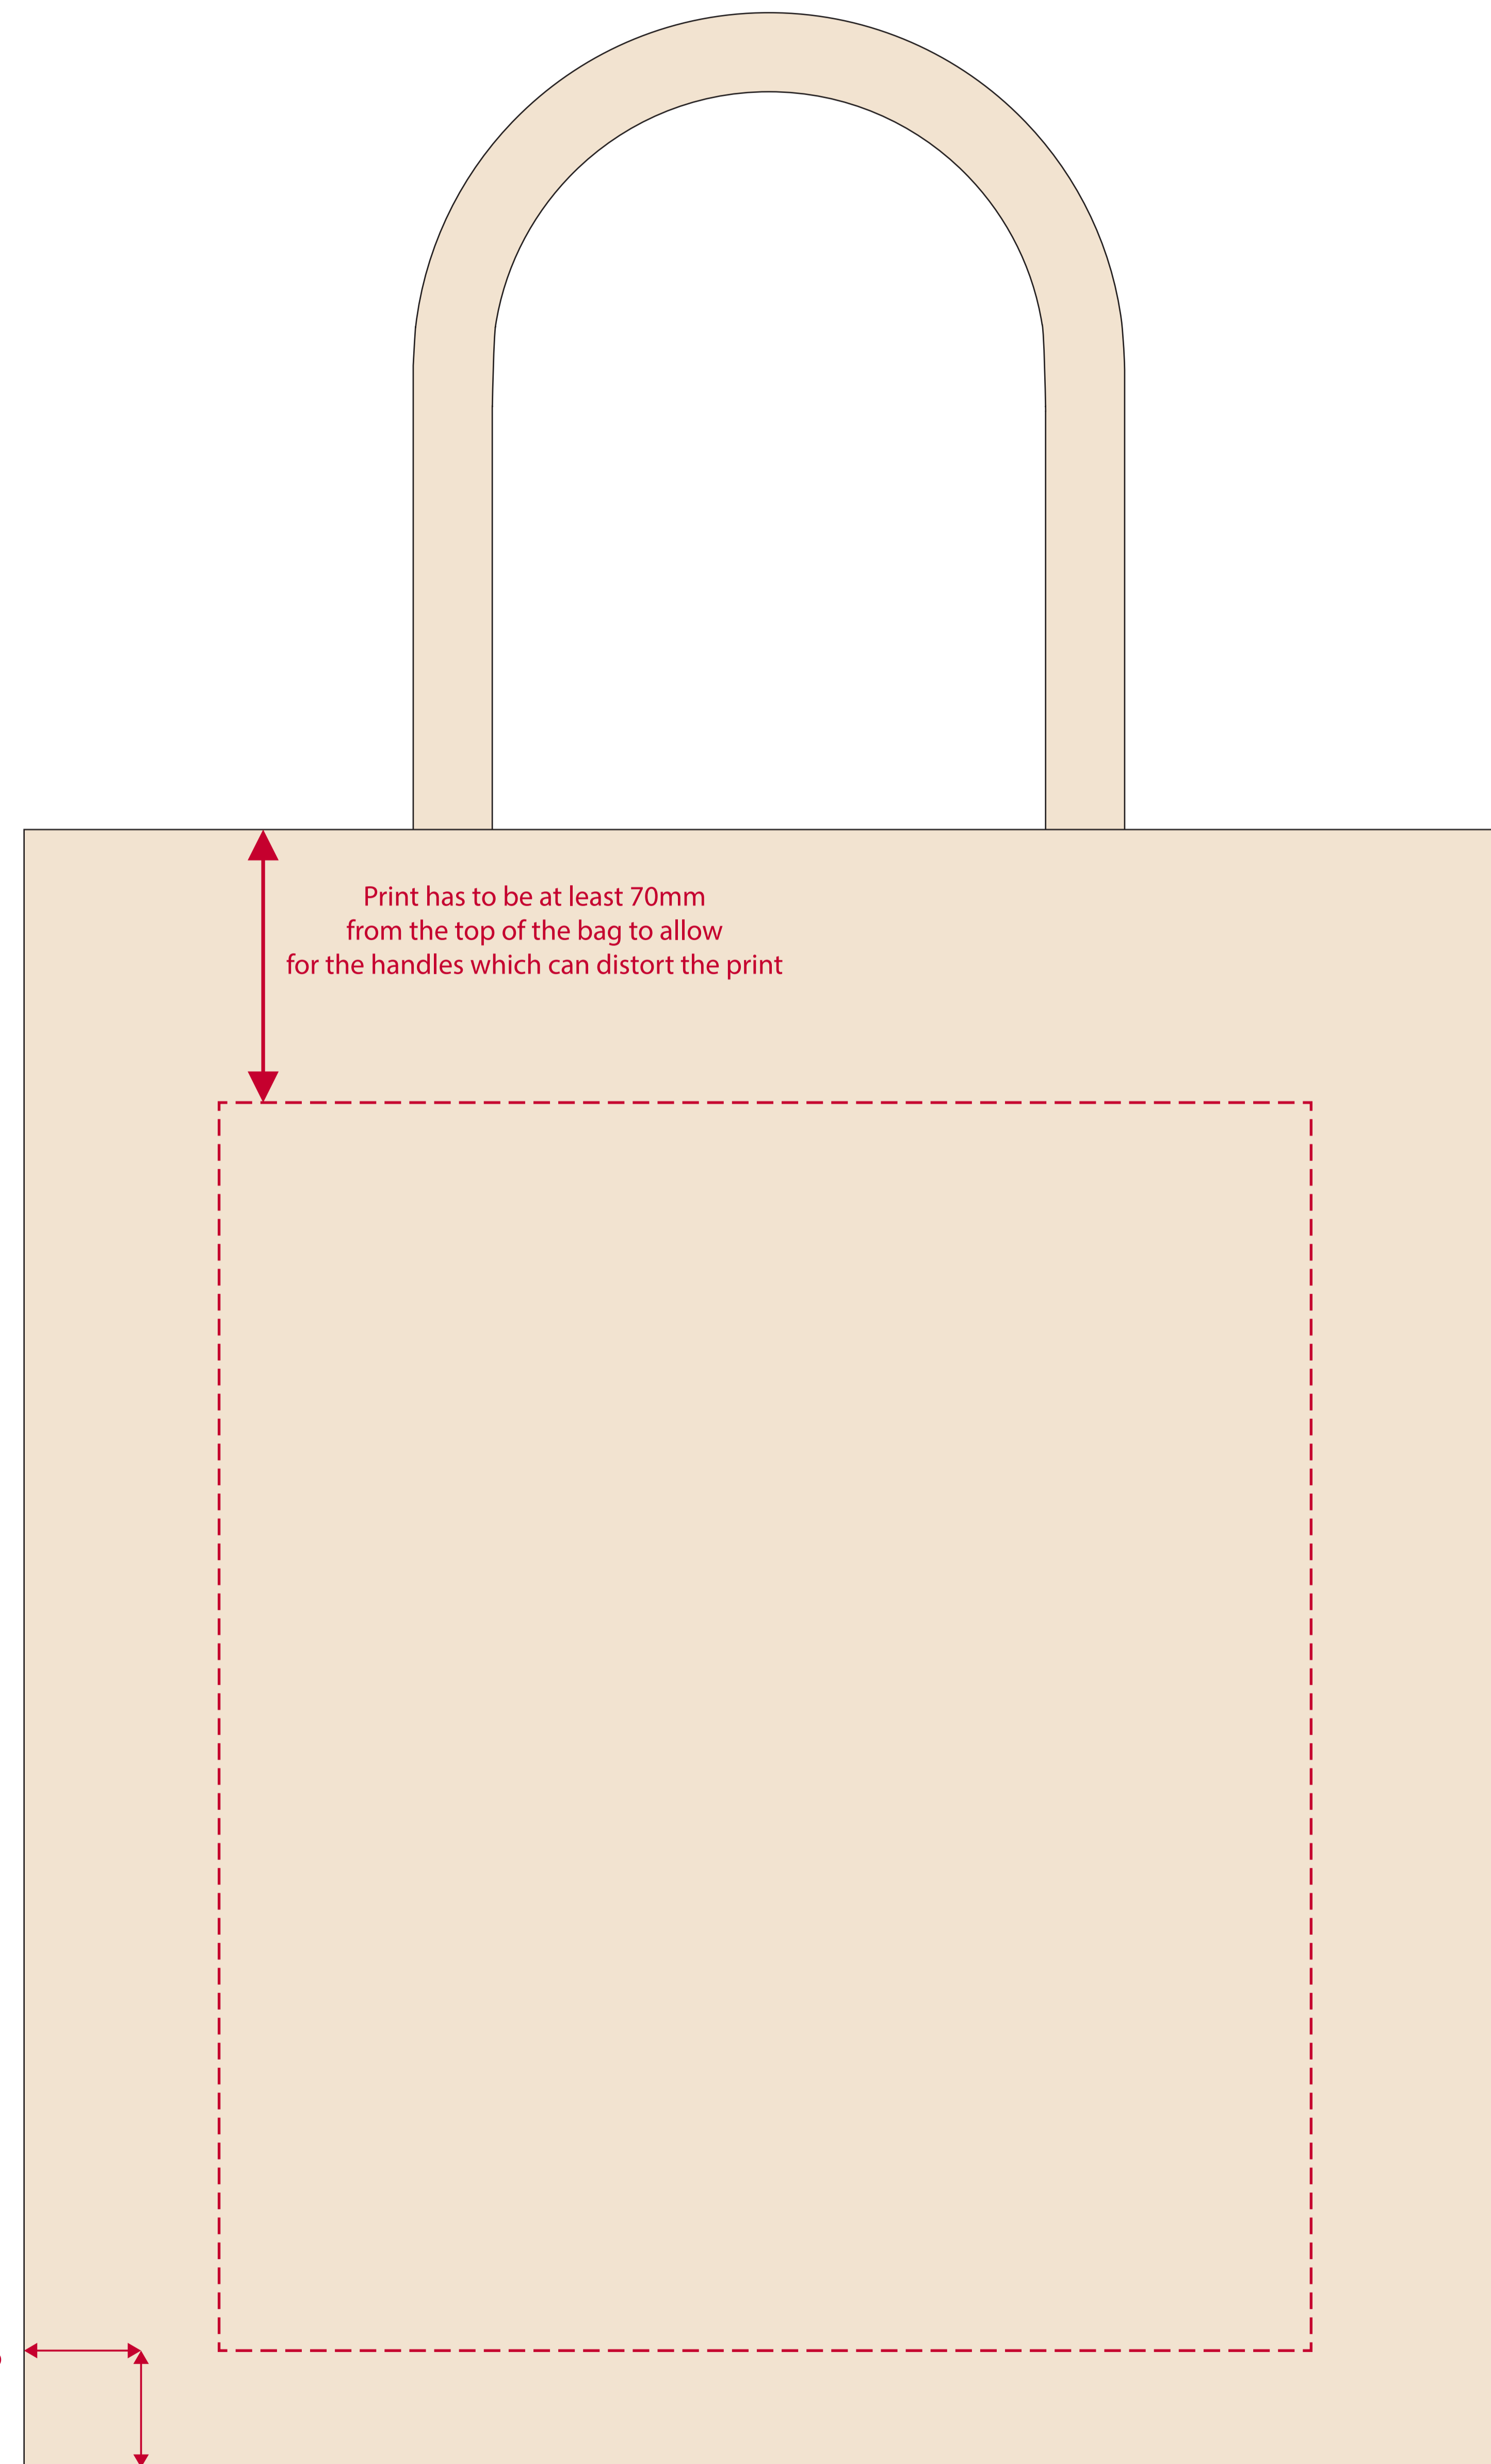 Print has to be at least 70mm
from the top of the bag to allow
for the handles which can distort the print